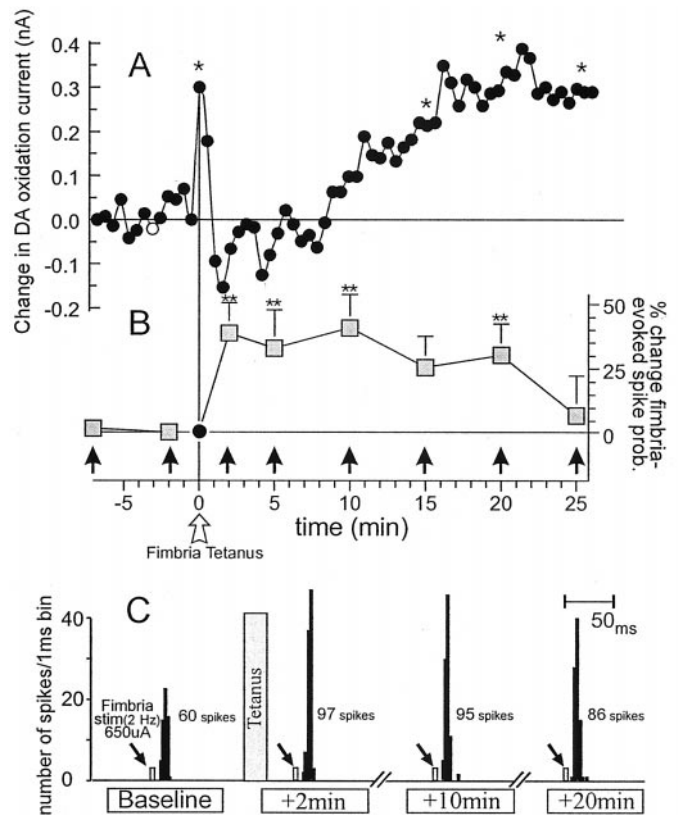 A
Change in DA oxidation current (nA)
0.4
0.3
0.2
0.1
0.0
-0.1
-0.2
*
*
*
*
B
**
**
**
**
50
25
0
% change fimbria-
evoked spike prob.
-5 0 5 10 15 20 25
time (min)
Fimbria Tetanus
C
number of spikes/1ms bin
40
20
0
Fimbria
stim(2 Hz)
650uA
60 spikes
Tetanus
97 spikes
95 spikes
86 spikes
50 ms
Baseline
+2min
+10min
+20min